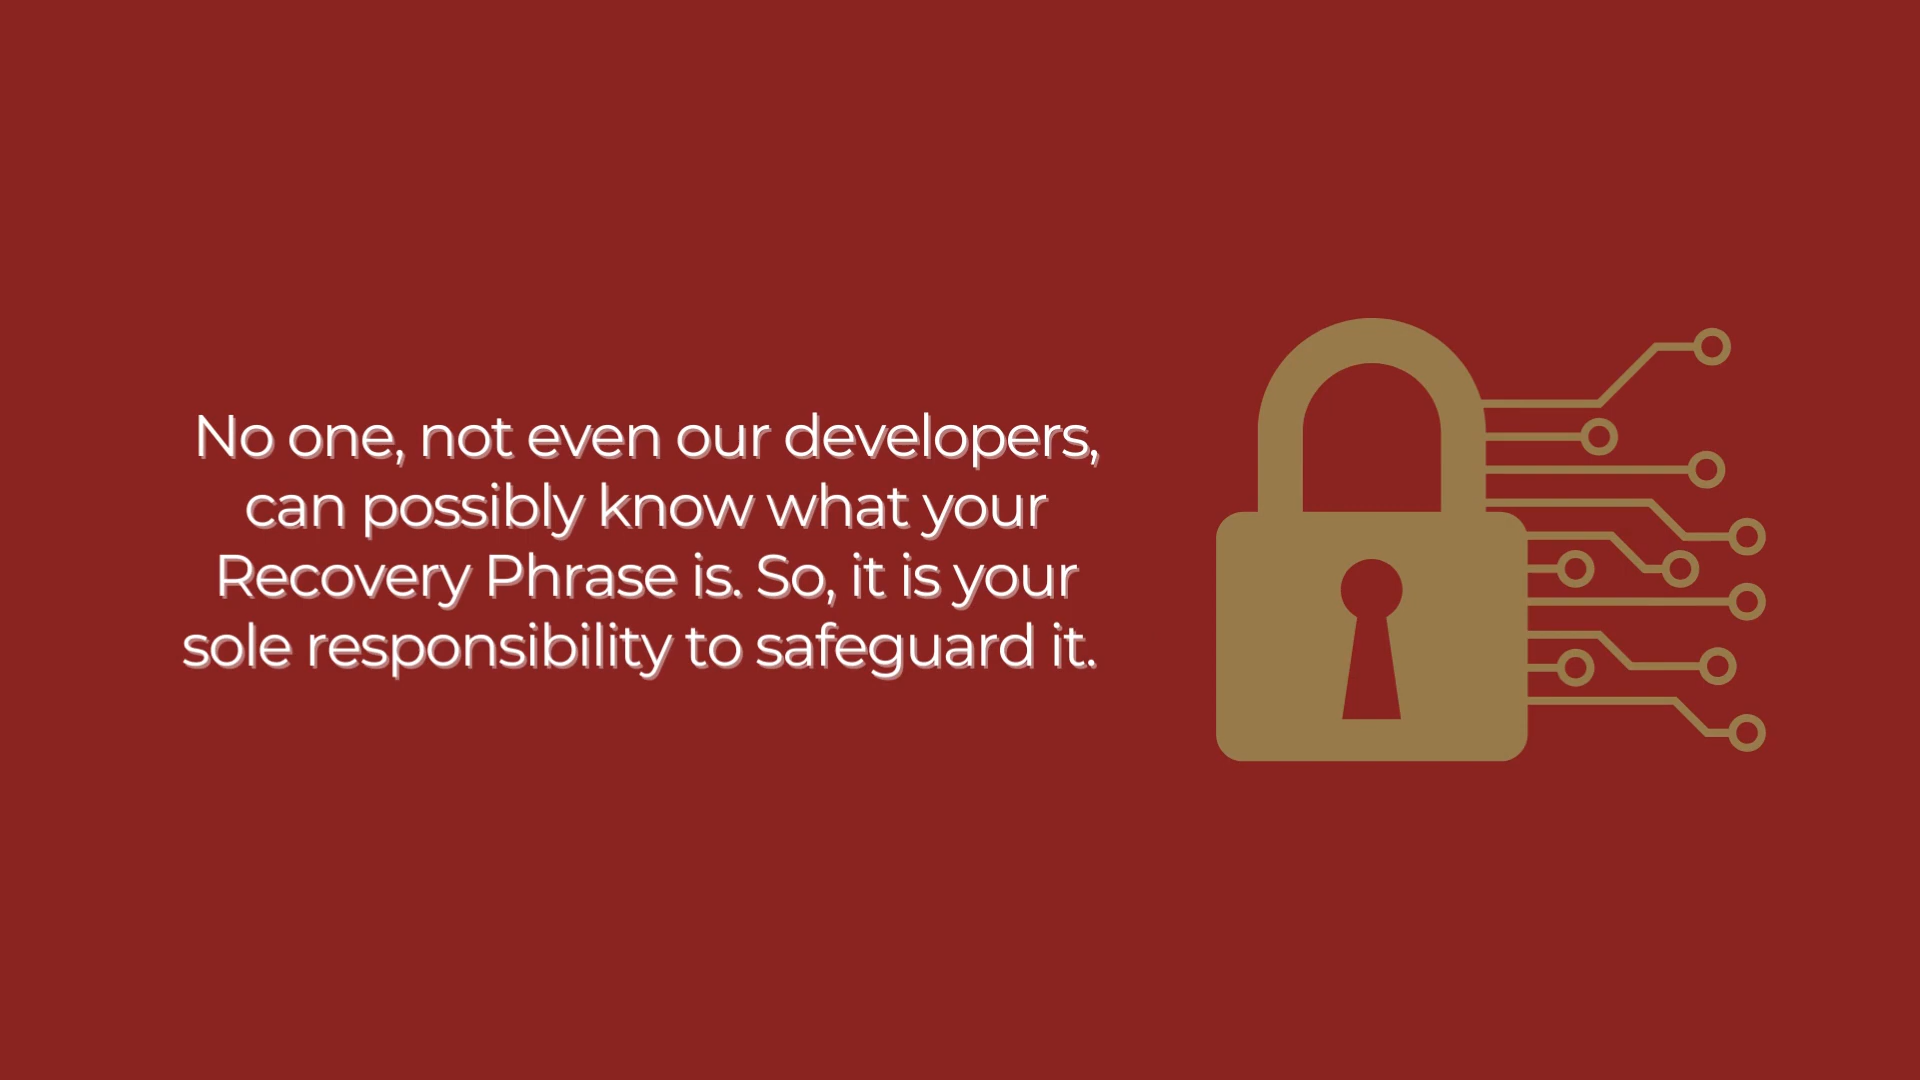 No one, not even our developers,
can possibly know what your
Recovery Phrase is. So, it is your
sole responsibility to safeguard it.